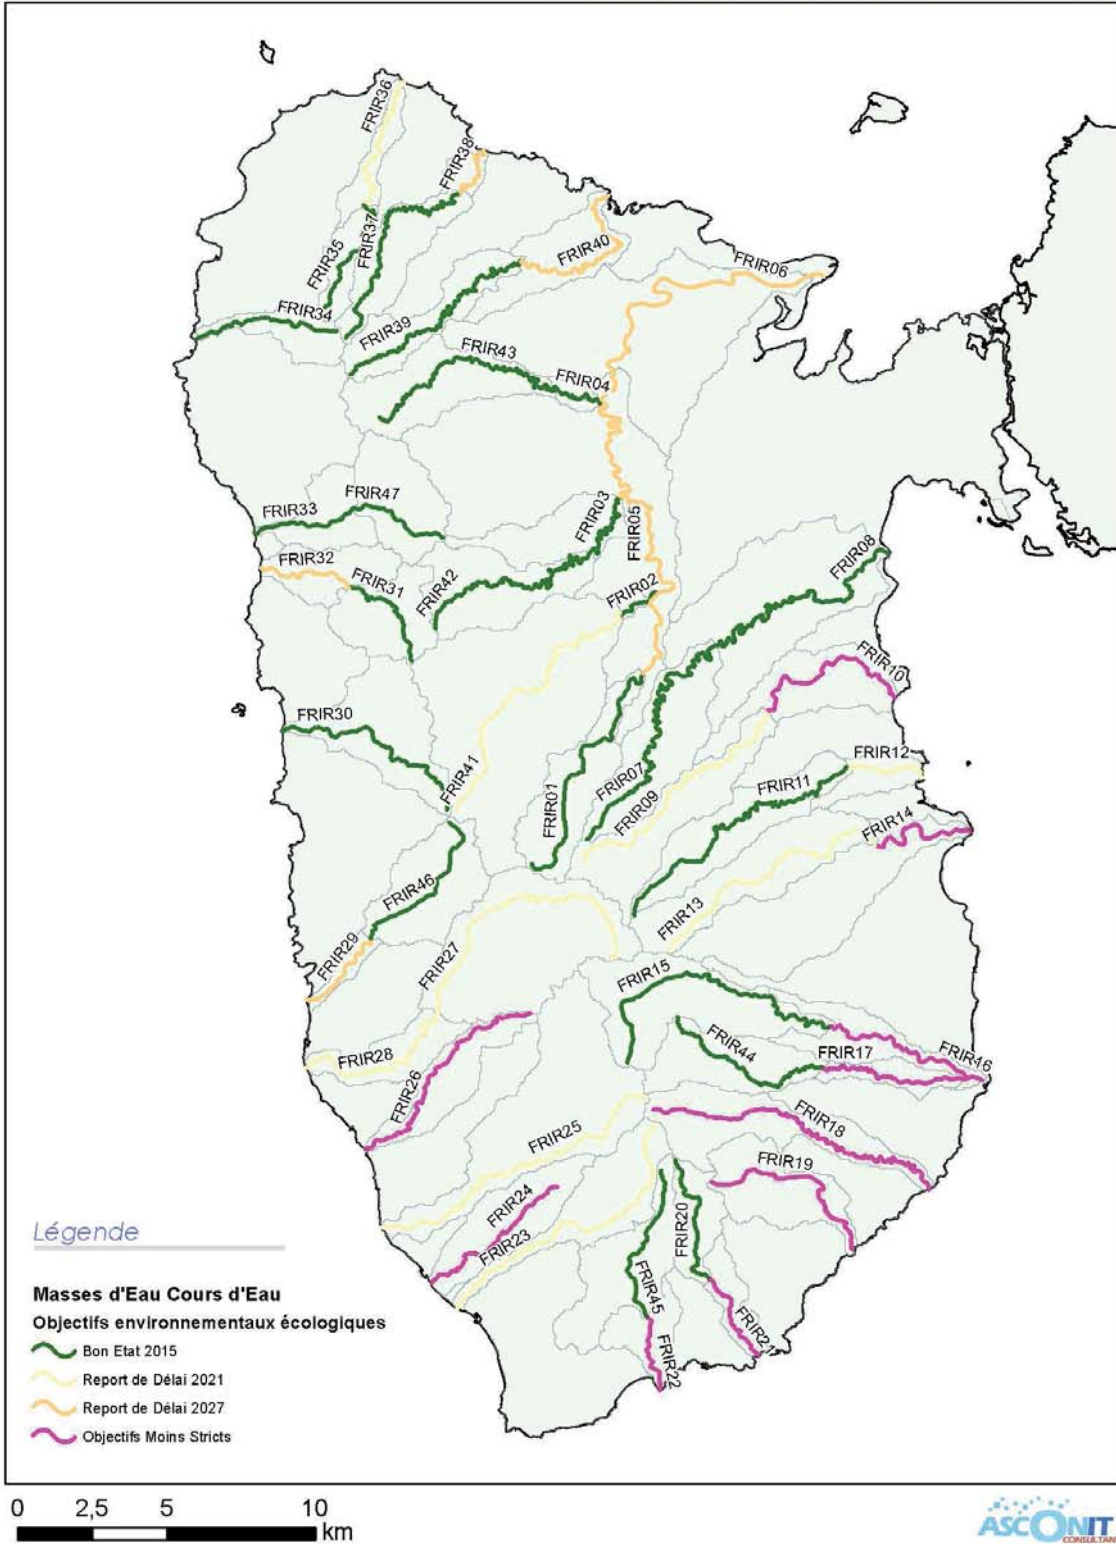 FRIR36
FRIR38
FRIR37
FRIR35
FRIR40
FRIR06
FRIR34
FRIR39
FRIR43
FRIR04
FRIR47
FRIR33
FRIR03
FRIR05
FRIR32
FRIR31
FRIR42
FRIR02
FRIR08
FRIR10
FRIR30
FRIR41
FRIR01
FRIR07
FRIR09
FRIR11
FRIR12
FRIR14
FRIR46
FRIR13
FRIR29
FRIR27
FRIR15
FRIR28
FRIR26
FRIR44
FRIR17
FRIR16
FRIR25
FRIR18
FRIR19
FRIR24
FRIR23
FRIR20
FRIR45
FRIR21
FRIR22
Légende
Masses d'Eau Cours d'Eau
Objectifs environnementaux écologiques
Bon Etat 2015
Report de Délai 2021
Report de Délai 2027
Objectifs Moins Stricts
0 2,5 5 10
km
ASCONIT
CONSULTAN